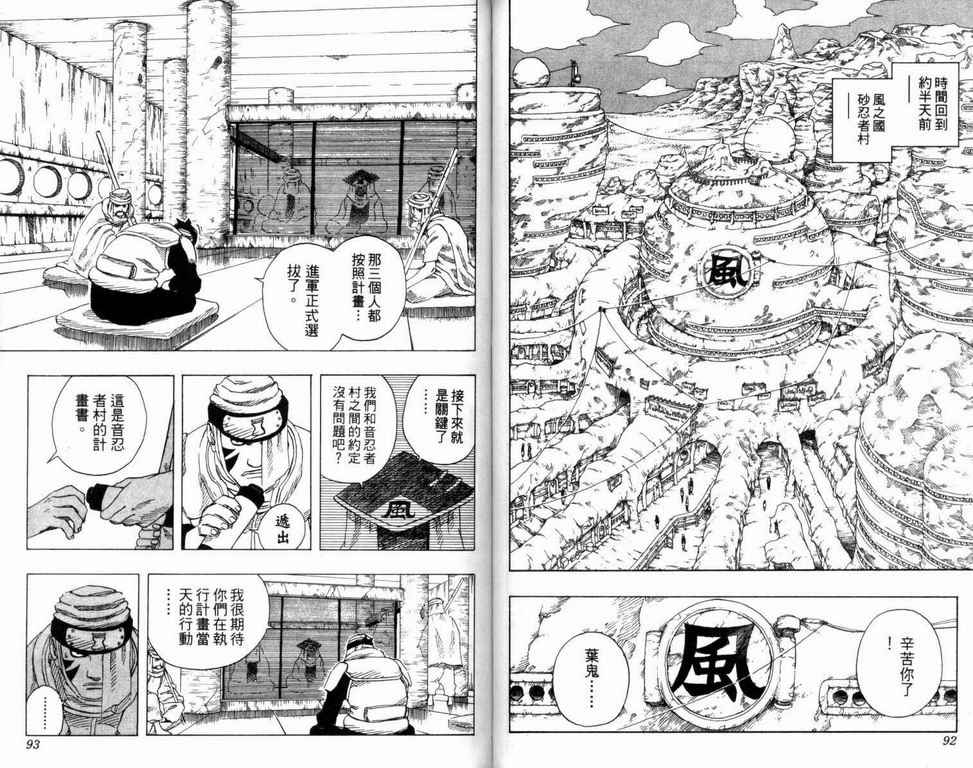 時間回到
約半天前
——
風之國
砂忍者村
——
風
辛苦你了
！
風
葉鬼……
92
那三個人都
按照計畫…
進軍正式選
拔了。
接下來就
是關鍵了
……
我們和音忍者
村之間的約定
沒有問題吧？
風
遞出
這是音忍
者村的計
畫書。
我很期待
你們在執
行計畫當
天的行動
……
………
93